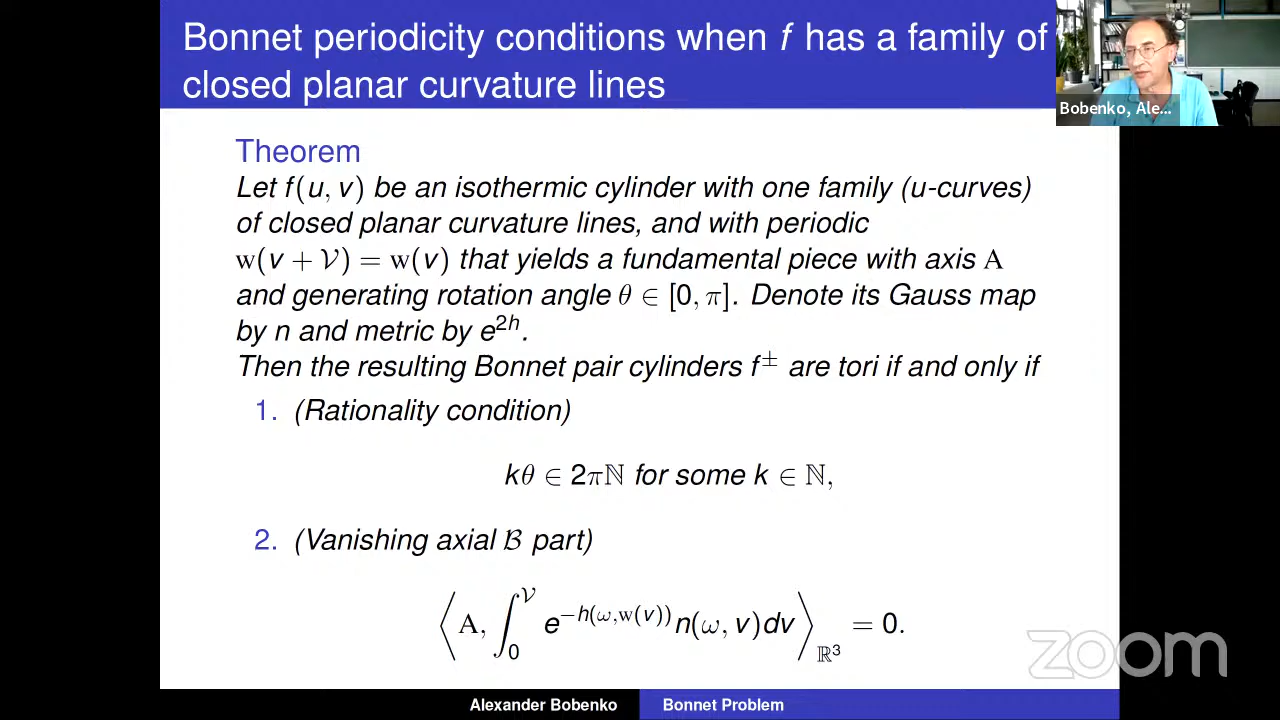 Bonnet periodicity conditions when f has a family of
closed planar curvature lines
Bobenko, Ale...
Theorem
Let f(u, v) be an isothermic cylinder with one family (u-curves)
of closed planar curvature lines, and with periodic
w(v + 𝒱) = w(v) that yields a fundamental piece with axis A
and generating rotation angle θ ∈ [0, π]. Denote its Gauss map
by n and metric by e^{2h}.
Then the resulting Bonnet pair cylinders f^± are tori if and only if
1. (Rationality condition)
kθ ∈ 2πℕ for some k ∈ ℕ,
2. (Vanishing axial ℬ part)
⟨A, ∫_0^𝒱 e^{−h(ω,w(v))} n(ω, v)dv⟩_{ℝ³} = 0.
zoom
Alexander Bobenko Bonnet Problem